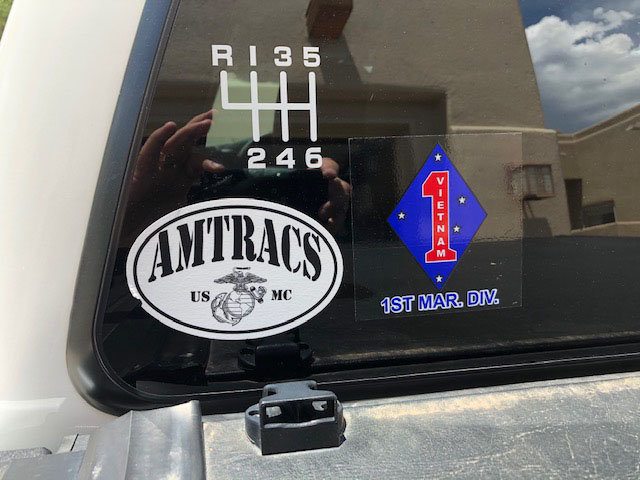 R I 3 5
2 4 6
AMTRACS
US MC
1
VIETNAM
1ST MAR. DIV.